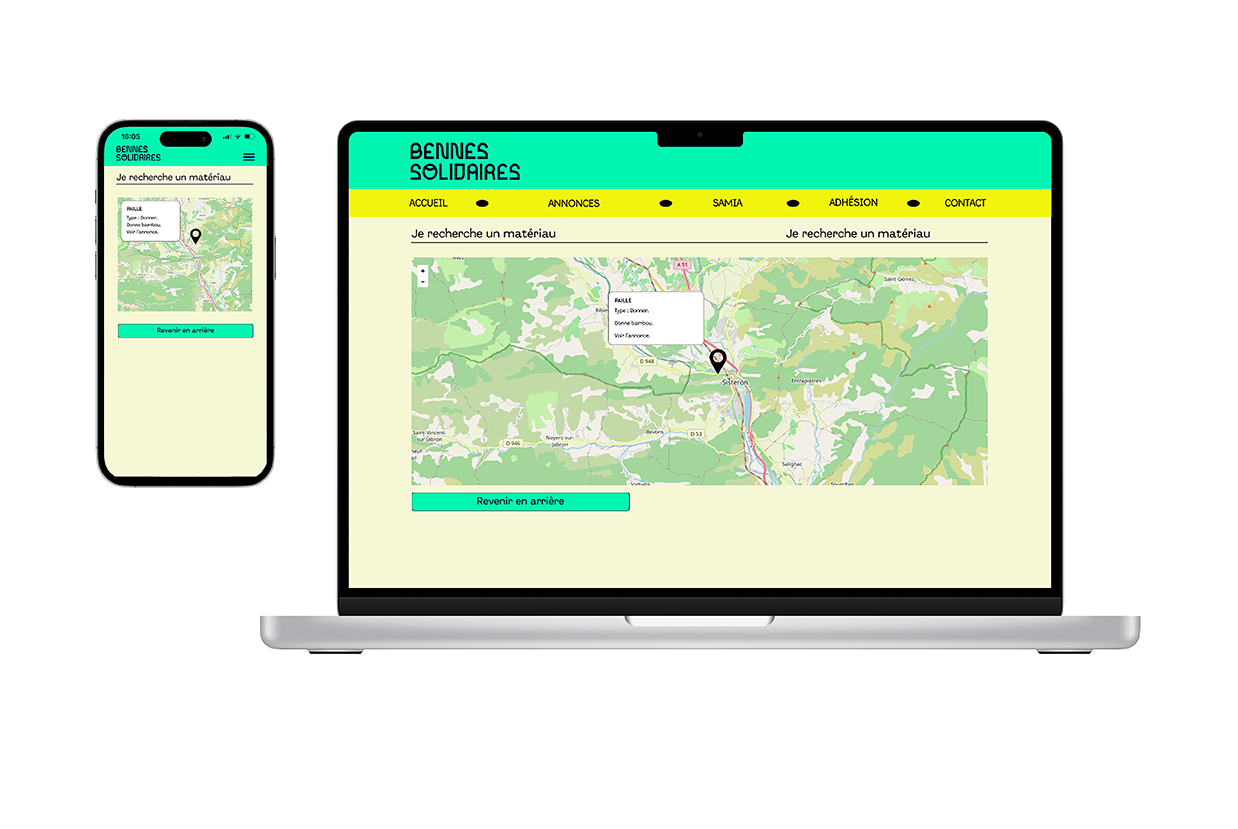 16:05
BENNES
SOLIDAIRES
Je recherche un matériau
PAILLE
Type : Donner.
Donne bambou.
Voir l'annonce.
Revenir en arrière
BENNES
SOLIDAIRES
ACCUEIL ANNONCES SAMIA ADHÉSION CONTACT
Je recherche un matériau Je recherche un matériau
+
-
A 51
Saint-Geniez
PAILLE
Type : Donner.
Donne bambou.
Voir l'annonce.
D 948
Sisteron
Entrepierres
Saint-Vincent-
sur-Jabron
Noyers-sur-
Jabron
D 946
Bevons
D 53
Salignac
Revenir en arrière